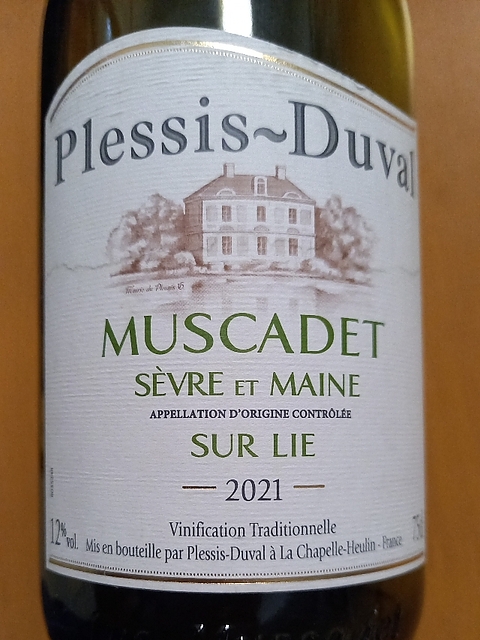 Plessis~Duval
MUSCADET
SÈVRE ET MAINE
APPELLATION D'ORIGINE CONTRÔLÉE
SUR LIE
— 2021 —
Vinification Traditionnelle
12% vol. Mis en bouteille par Plessis-Duval à La Chapelle-Heulin - France